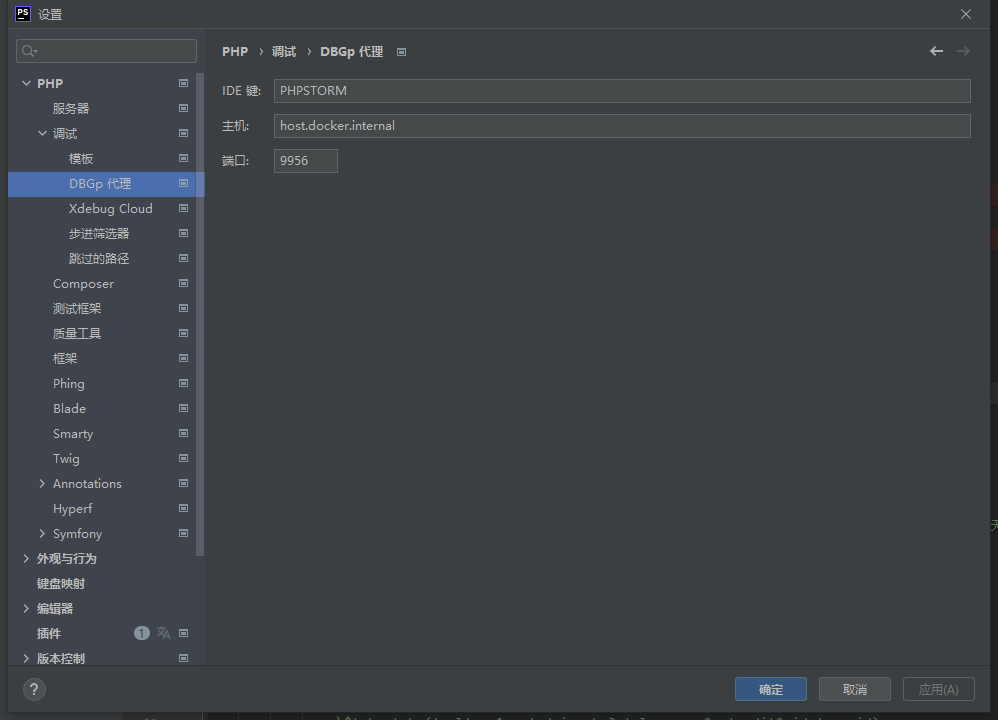 PS 设置
PHP › 调试 › DBGp 代理
IDE 键: PHPSTORM
主机: host.docker.internal
端口: 9956
PHP
服务器
调试
模板
DBGp 代理
Xdebug Cloud
步进筛选器
跳过的路径
Composer
测试框架
质量工具
框架
Phing
Blade
Smarty
Twig
Annotations
Hyperf
Symfony
外观与行为
键盘映射
编辑器
插件 1
版本控制
? 确定 取消 应用(A)